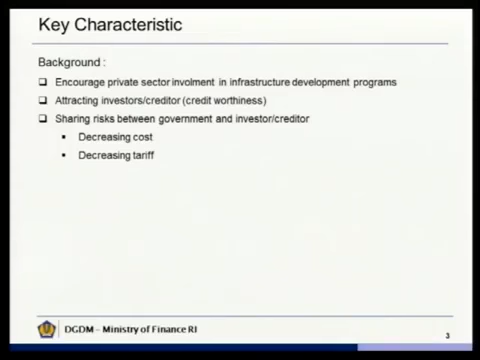 Key Characteristic
Background :
Encourage private sector involment in infrastructure development programs
Attracting investors/creditor (credit worthiness)
Sharing risks between government and investor/creditor
Decreasing cost
Decreasing tariff
DGDM – Ministry of Finance RI
3